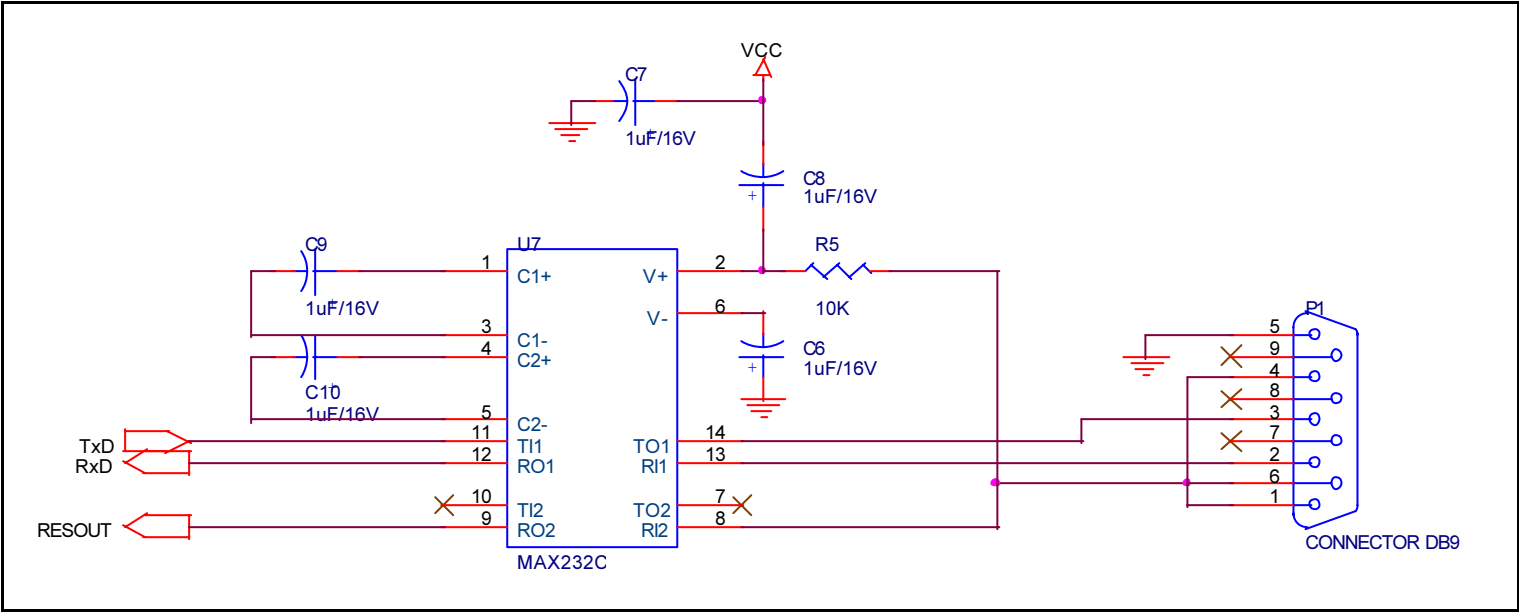 VCC
C7
1uF/16V
C8
+
1uF/16V
C9
1uF/16V
C10
1uF/16V
U7
1
C1+
3
C1-
4
C2+
5
C2-
11
TI1
12
RO1
10
TI2
9
RO2
2
V+
6
V-
14
TO1
13
RI1
7
TO2
8
RI2
MAX232C
R5
10K
C6
+
1uF/16V
TxD
RxD
RESOUT
P1
5
9
4
8
3
7
2
6
1
CONNECTOR DB9